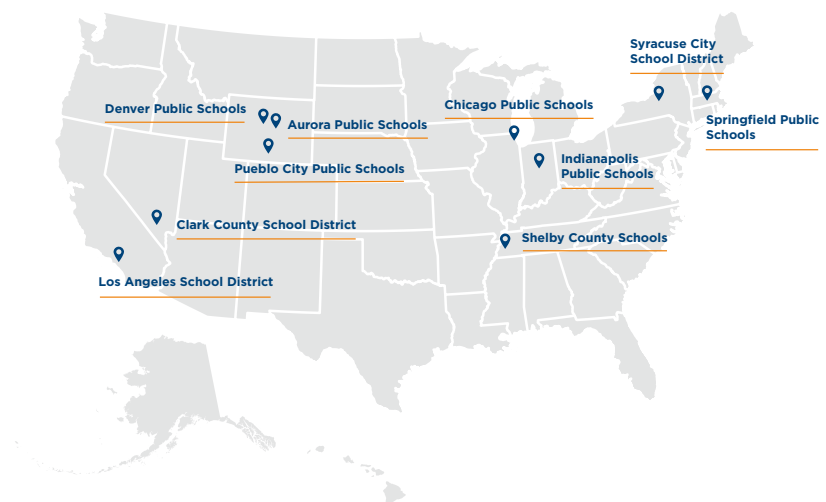 Syracuse City
School District
Denver Public Schools
Chicago Public Schools
Aurora Public Schools
Springfield Public
Schools
Indianapolis
Public Schools
Pueblo City Public Schools
Clark County School District
Shelby County Schools
Los Angeles School District